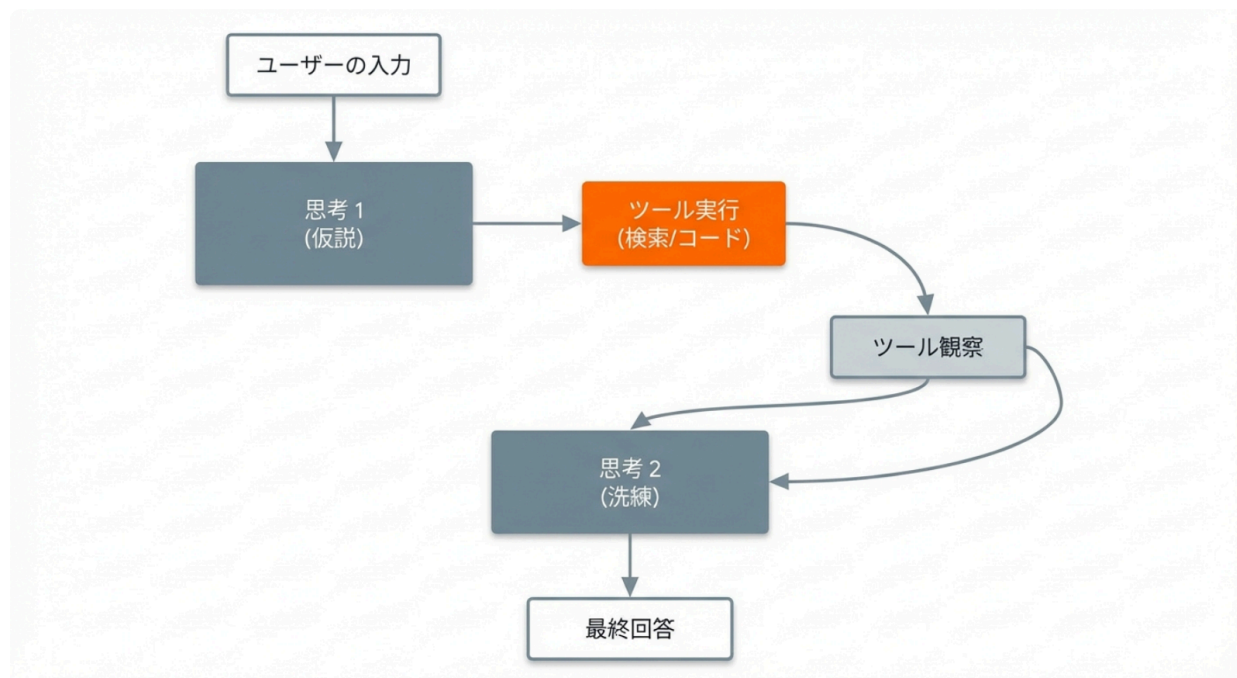 ユーザーの入力
思考 1
(仮説)
ツール実行
(検索/コード)
ツール観察
思考 2
(洗練)
最終回答